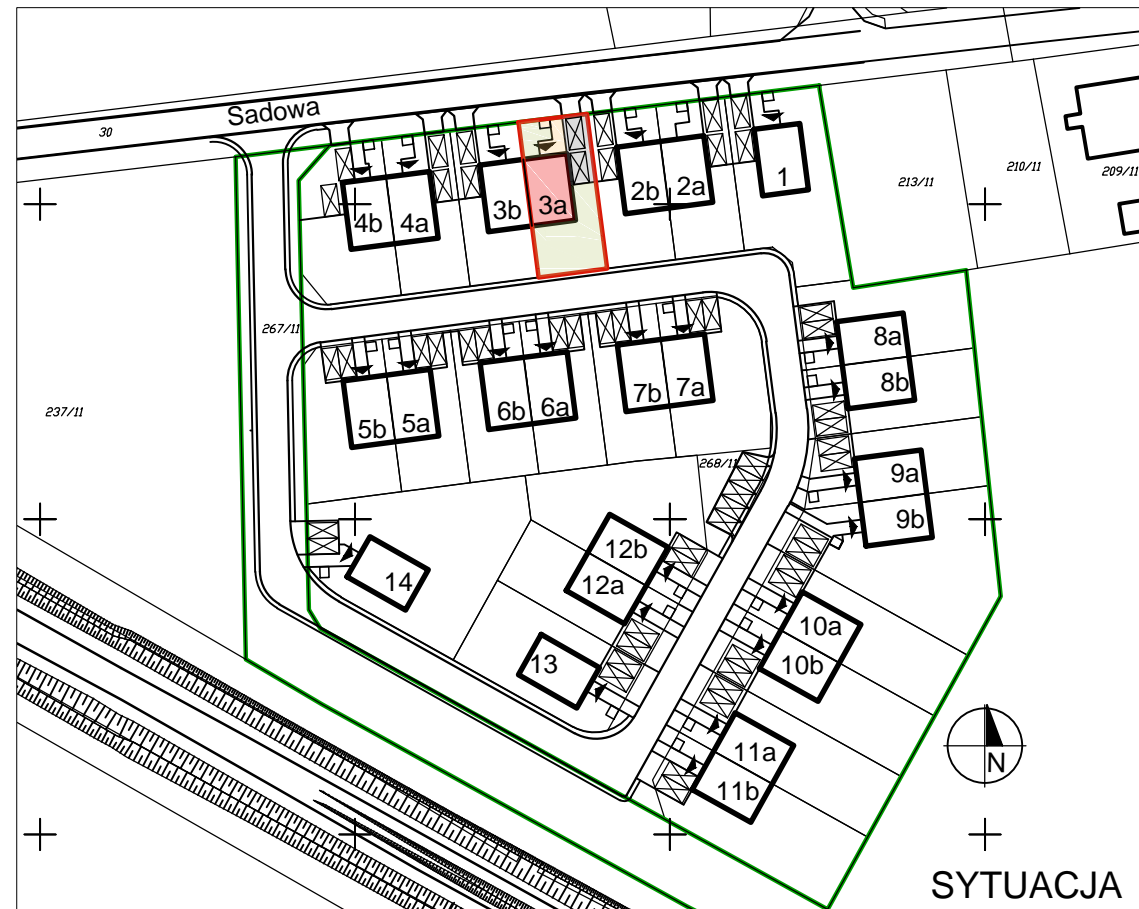 Sadowa
30
1
213/11
210/11
209/11
4b 4a
3b 3a
2b 2a
267/11
8a
8b
237/11
5b 5a
6b 6a
7b 7a
268/11
9a
9b
12b
12a
14
13
10a
10b
11a
11b
N
SYTUACJA